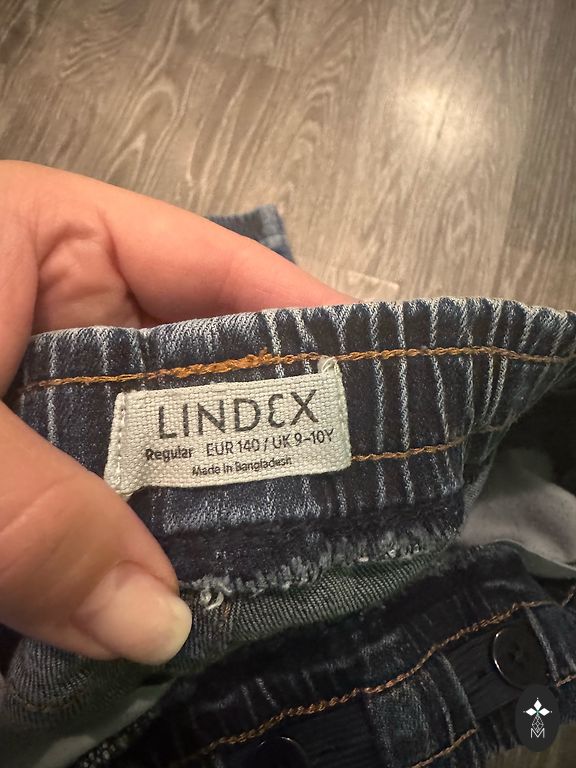 LINDEX
Regular EUR 140 / UK 9-10Y
Made in Bangladesh
M